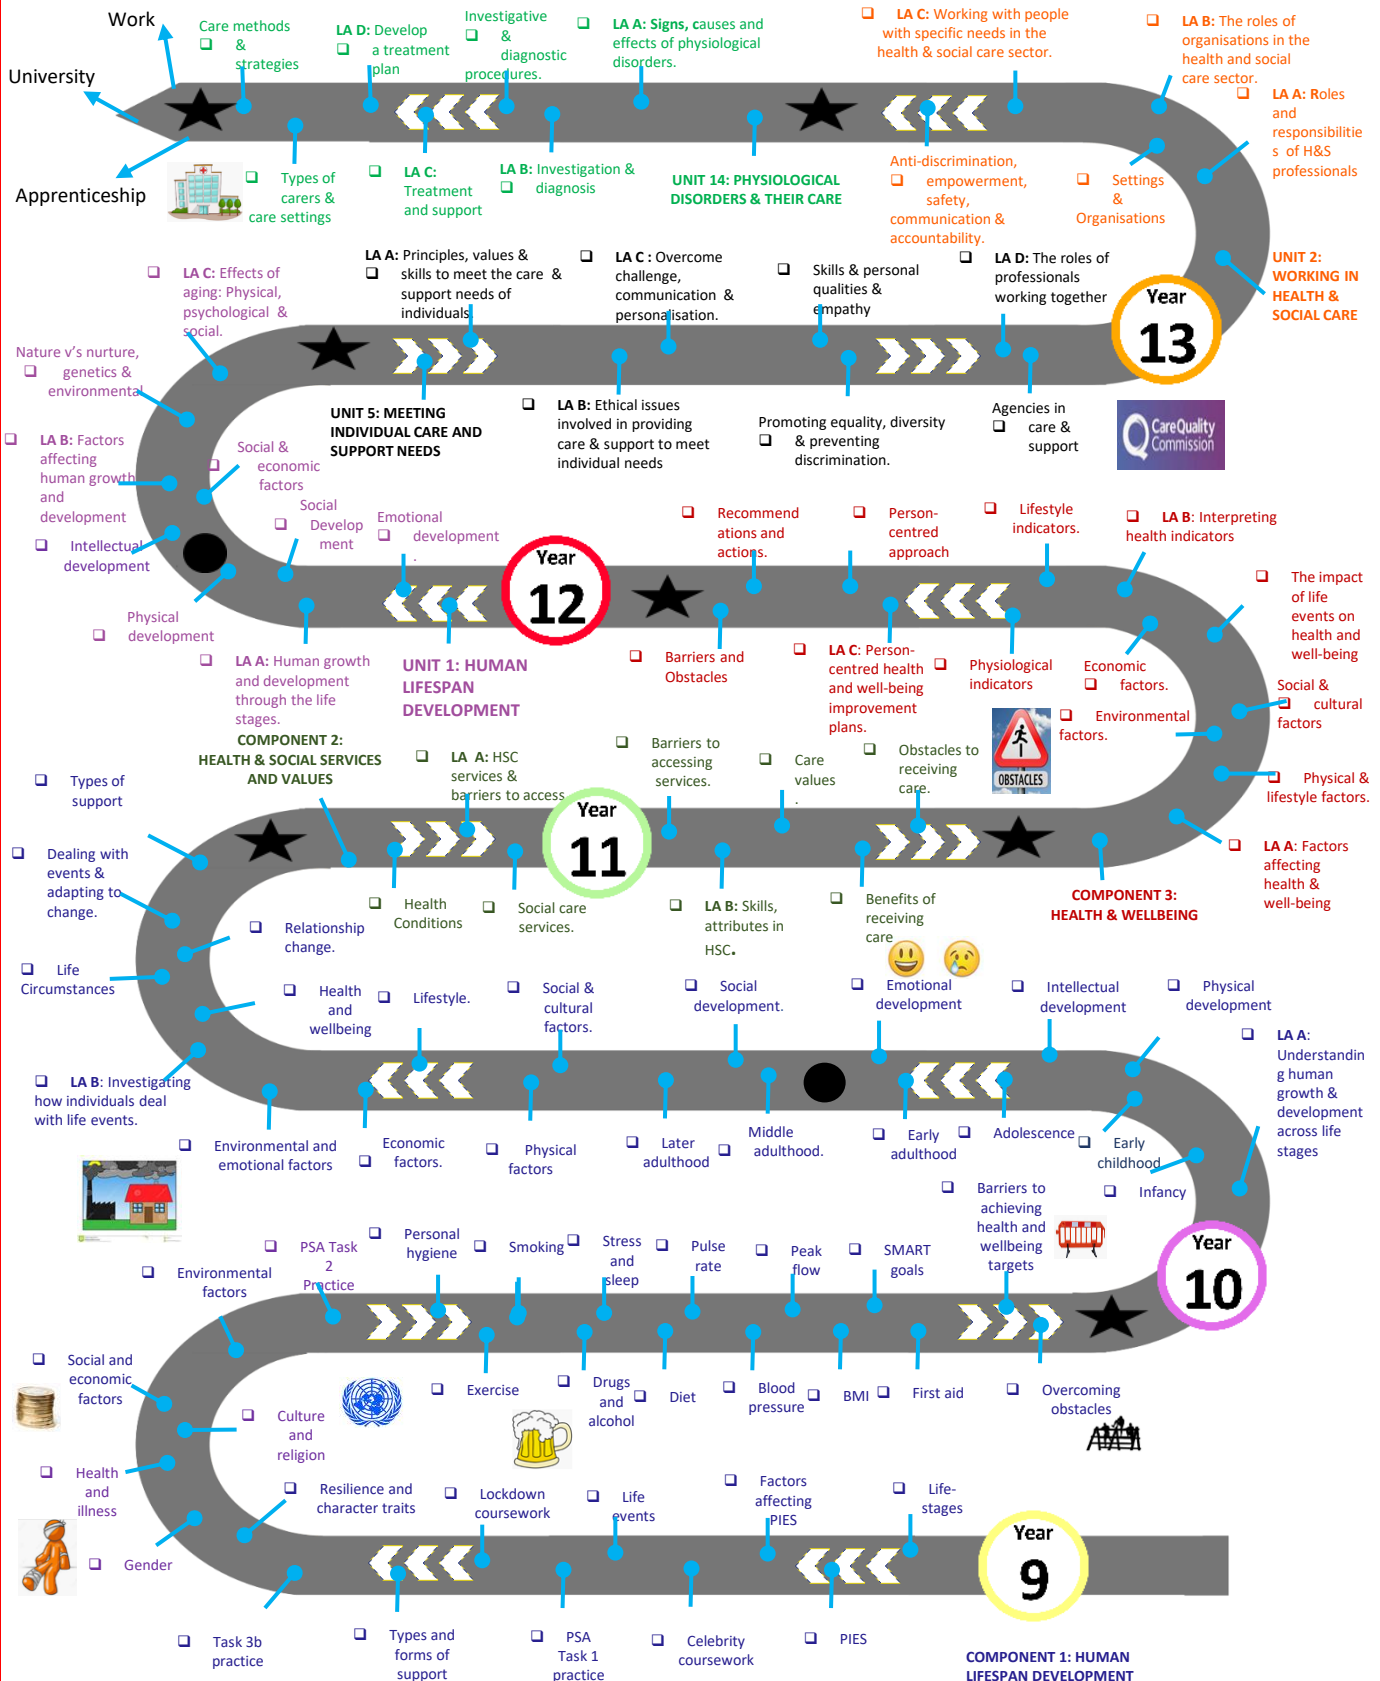 Work
University
Apprenticeship
Care methods
❑ &
strategies
LA D: Develop
❑ a treatment
plan
Investigative
❑ &
diagnostic
procedures.
❑ LA A: Signs, causes and
effects of physiological
disorders.
❑ LA C: Working with people
with specific needs in the
health & social care sector.
❑ LA B: The roles of
organisations in the
health and social
care sector.
❑ LA A: Roles
and
responsibilitie
s of H&S
professionals
❑ Types of
carers &
care settings
❑ LA C:
Treatment
and support
LA B: Investigation &
❑ diagnosis
UNIT 14: PHYSIOLOGICAL
DISORDERS & THEIR CARE
Anti-discrimination,
❑ empowerment,
safety,
communication &
accountability.
❑ Settings
&
Organisations
UNIT 2:
WORKING IN
HEALTH &
SOCIAL CARE
Year
13
❑ LA C: Effects of
aging: Physical,
psychological &
social.
LA A: Principles, values &
❑ skills to meet the care &
support needs of
individuals
❑ LA C : Overcome
challenge,
communication &
personalisation.
❑ Skills & personal
qualities &
empathy
❑ LA D: The roles of
professionals
working together
Nature v's nurture,
❑ genetics &
environmental
❑ LA B: Factors
affecting
human growth
and
development
UNIT 5: MEETING
INDIVIDUAL CARE AND
SUPPORT NEEDS
❑ LA B: Ethical issues
involved in providing
care & support to meet
individual needs
Promoting equality, diversity
❑ & preventing
discrimination.
Agencies in
❑ care &
support
CareQuality
Commission
Social &
❑ economic
factors
Social
❑ Develop
ment
Emotional
❑ development
.
❑ Intellectual
development
Physical
❑ development
❑ LA A: Human growth
and development
through the life
stages.
UNIT 1: HUMAN
LIFESPAN
DEVELOPMENT
Year
12
❑ Recommend
ations and
actions.
❑ Person-
centred
approach
❑ Lifestyle
indicators.
❑ LA B: Interpreting
health indicators
❑ The impact
of life
events on
health and
well-being
❑ Barriers and
Obstacles
❑ LA C: Person-
centred health
and well-being
improvement
plans.
❑ Physiological
indicators
Economic
❑ factors.
❑ Environmental
factors.
Social &
❑ cultural
factors
❑ Physical &
lifestyle factors.
❑ LA A: Factors
affecting
health &
well-being
OBSTACLES
COMPONENT 3:
HEALTH & WELLBEING
COMPONENT 2:
HEALTH & SOCIAL SERVICES
AND VALUES
❑ LA A: HSC
services &
barriers to access
Year
11
❑ Barriers to
accessing
services.
❑ Care
values
.
❑ Obstacles to
receiving
care.
❑ Types of
support
❑ Dealing with
events &
adapting to
change.
❑ Health
Conditions
❑ Social care
services.
❑ LA B: Skills,
attributes in
HSC.
❑ Benefits of
receiving
care
❑ Relationship
change.
❑ Life
Circumstances
❑ Health
and
wellbeing
❑ Lifestyle.
❑ Social &
cultural
factors.
❑ Social
development.
❑ Emotional
development
❑ Intellectual
development
❑ Physical
development
❑ LA A:
Understandin
g human
growth &
development
across life
stages
❑ LA B: Investigating
how individuals deal
with life events.
❑ Environmental and
emotional factors
❑ Economic
factors.
❑ Physical
factors
❑ Later
adulthood
❑ Middle
adulthood.
❑ Early
adulthood
❑ Adolescence
❑ Early
childhood
❑ Infancy
Year
10
❑ PSA Task
2
Practice
❑ Personal
hygiene
❑ Smoking
❑ Stress
and
sleep
❑ Pulse
rate
❑ Peak
flow
❑ SMART
goals
❑ Barriers to
achieving
health and
wellbeing
targets
❑ Environmental
factors
❑ Social and
economic
factors
❑ Culture
and
religion
❑ Exercise
❑ Drugs
and
alcohol
❑ Diet
❑ Blood
pressure
❑ BMI
❑ First aid
❑ Overcoming
obstacles
❑ Health
and
illness
❑ Gender
❑ Resilience and
character traits
❑ Lockdown
coursework
❑ Life
events
❑ Factors
affecting
PIES
❑ Life-
stages
Year
9
❑ Task 3b
practice
❑ Types and
forms of
support
❑ PSA
Task 1
practice
❑ Celebrity
coursework
❑ PIES
COMPONENT 1: HUMAN
LIFESPAN DEVELOPMENT